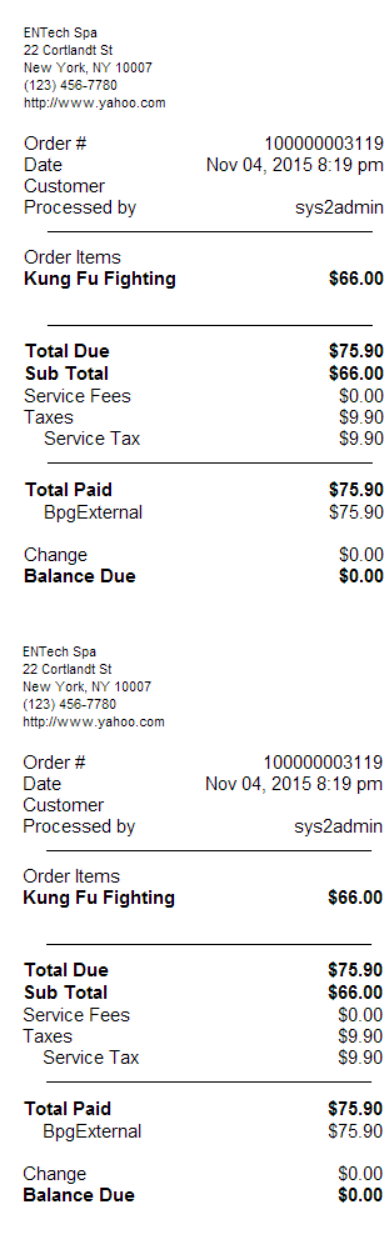 ENTech Spa
22 Cortlandt St
New York, NY 10007
(123) 456-7780
http://www.yahoo.com
Order # 100000003119
Date Nov 04, 2015 8:19 pm
Customer
Processed by sys2admin
Order Items
Kung Fu Fighting $66.00
Total Due $75.90
Sub Total $66.00
Service Fees $0.00
Taxes $9.90
Service Tax $9.90
Total Paid $75.90
BpgExternal $75.90
Change $0.00
Balance Due $0.00
ENTech Spa
22 Cortlandt St
New York, NY 10007
(123) 456-7780
http://www.yahoo.com
Order # 100000003119
Date Nov 04, 2015 8:19 pm
Customer
Processed by sys2admin
Order Items
Kung Fu Fighting $66.00
Total Due $75.90
Sub Total $66.00
Service Fees $0.00
Taxes $9.90
Service Tax $9.90
Total Paid $75.90
BpgExternal $75.90
Change $0.00
Balance Due $0.00